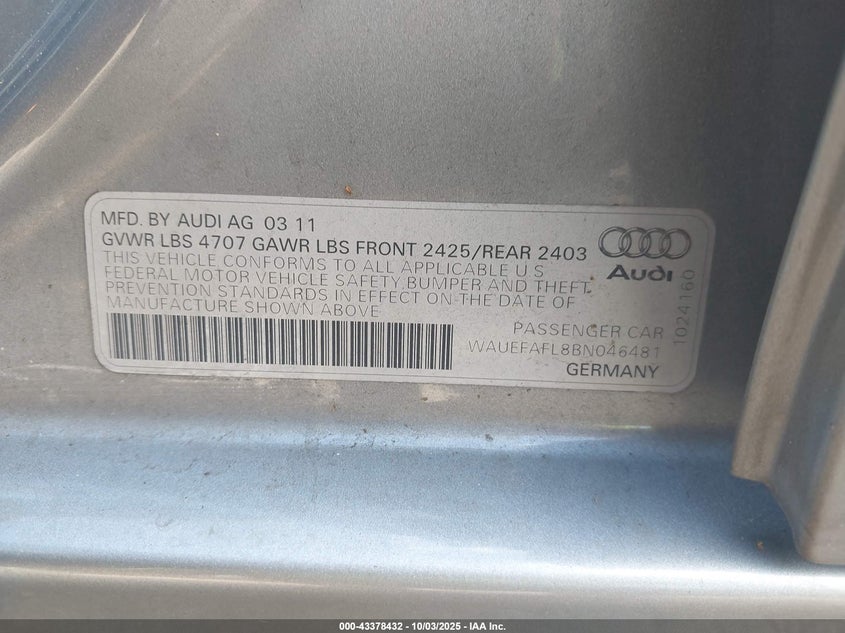 MFD. BY AUDI AG 03 11
GVWR LBS 4707 GAWR LBS FRONT 2425/REAR 2403
THIS VEHICLE CONFORMS TO ALL APPLICABLE U S
FEDERAL MOTOR VEHICLE SAFETY, BUMPER AND THEFT
PREVENTION STANDARDS IN EFFECT ON THE DATE OF
MANUFACTURE SHOWN ABOVE
PASSENGER CAR
WAUEFAFL8BN046481
GERMANY
Audi
1024160
000-43378432 - 10/03/2025 - IAA Inc.